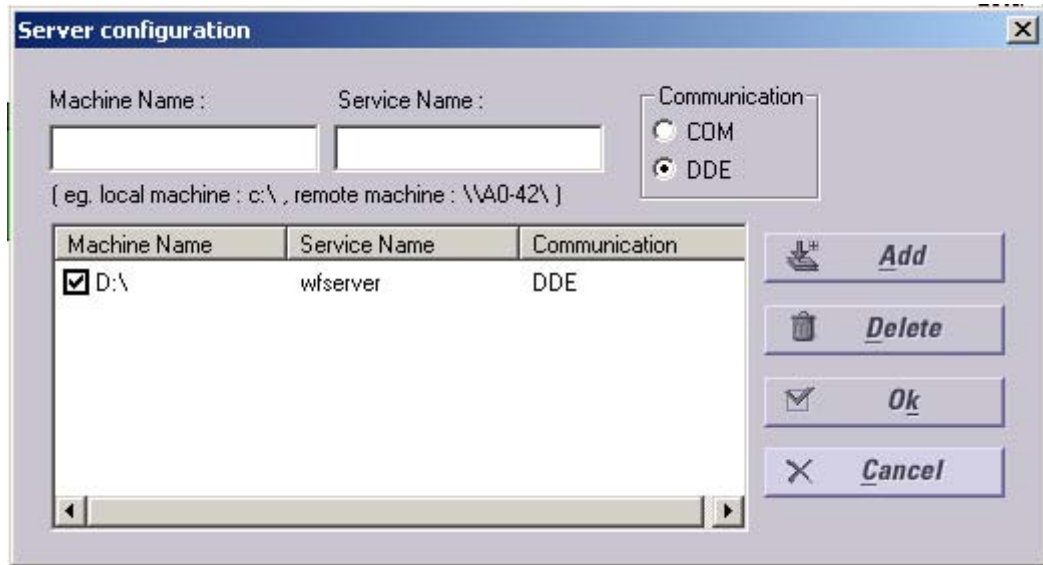 Server configuration
Machine Name :
Service Name :
Communication
COM
DDE
( eg. local machine : c:\ , remote machine : \\A0-42\ )
Machine Name Service Name Communication
D:\ wfserver DDE
Add
Delete
Ok
Cancel